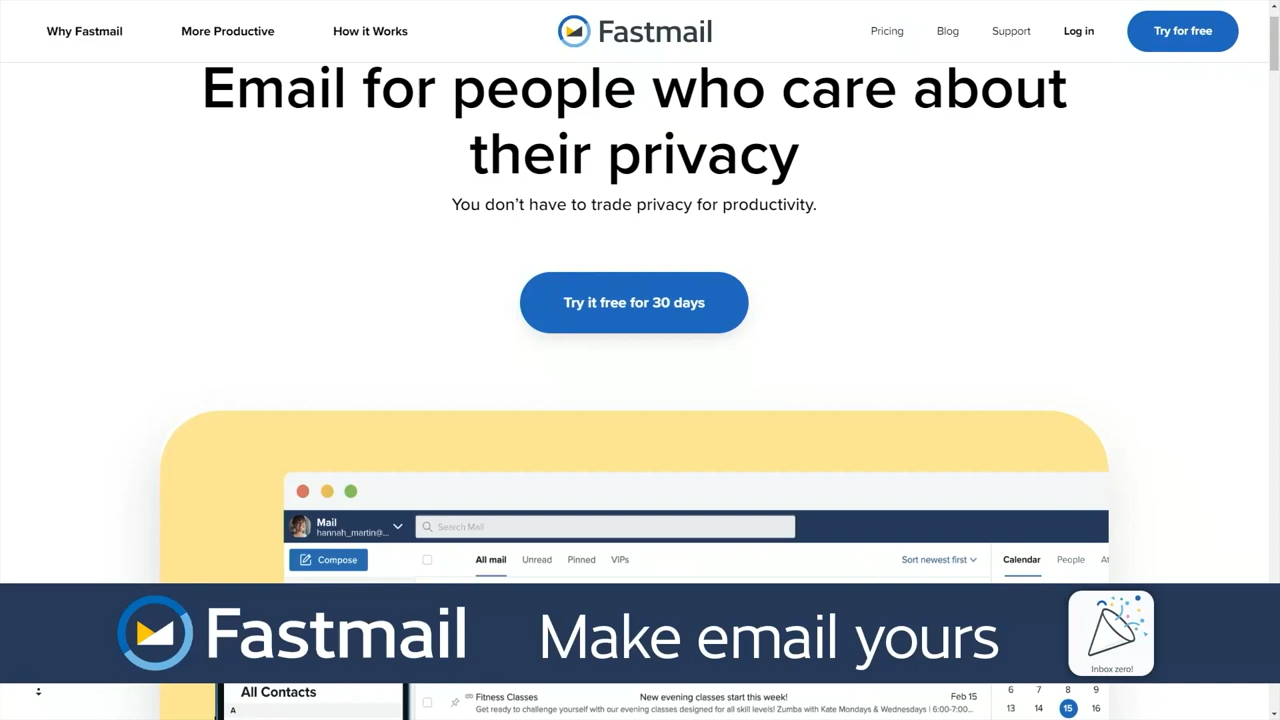 Why Fastmail
More Productive
How it Works
Fastmail
Pricing
Blog
Support
Log in
Try for free
Email for people who care about
their privacy
You don’t have to trade privacy for productivity.
Try it free for 30 days
Mail
hannah_martin@...
Search Mail
Compose
All mail
Unread
Pinned
VIPs
Sort newest first
Calendar
People
Fastmail
Make email yours
Inbox zero!
All Contacts
A
Fitness Classes
New evening classes start this week!
Feb 15
Get ready to challenge yourself with our evening classes designed for all skill levels! Zumba with Kate Mondays & Wednesdays | 6:00-7:00...
6 7 8 9
13 14 15 16